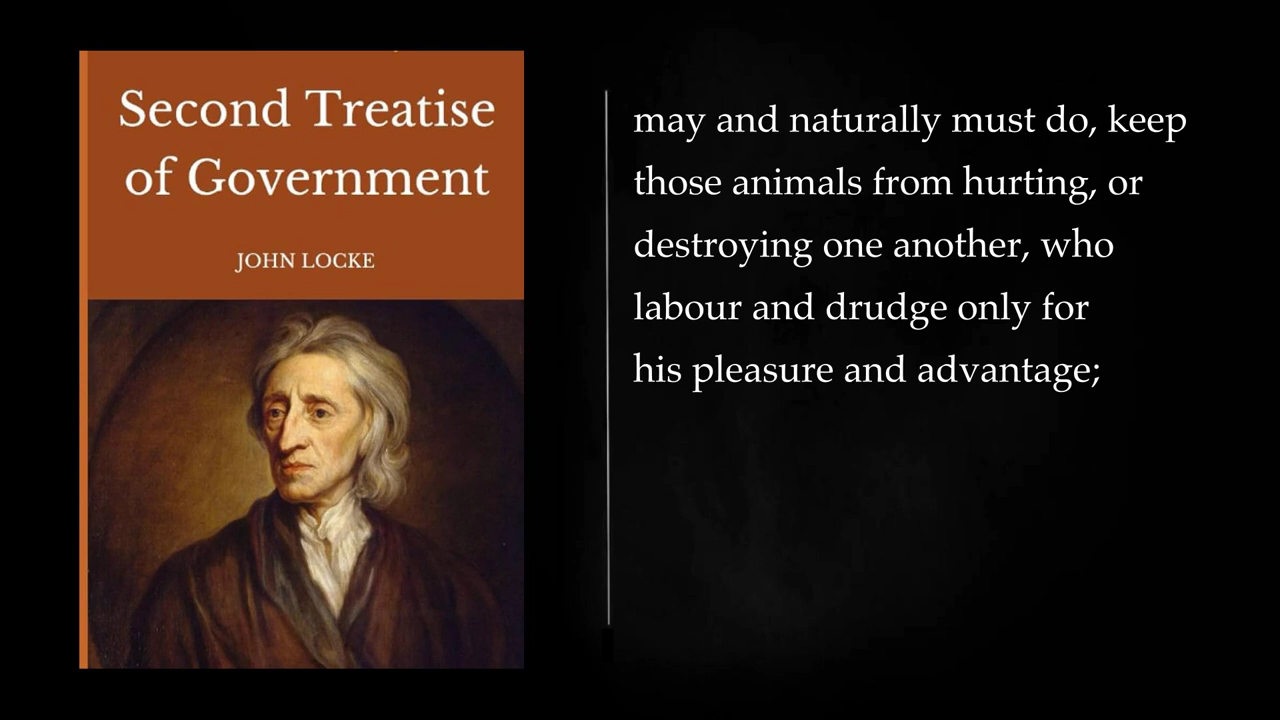 Second Treatise
of Government
JOHN LOCKE
may and naturally must do, keep
those animals from hurting, or
destroying one another, who
labour and drudge only for
his pleasure and advantage;